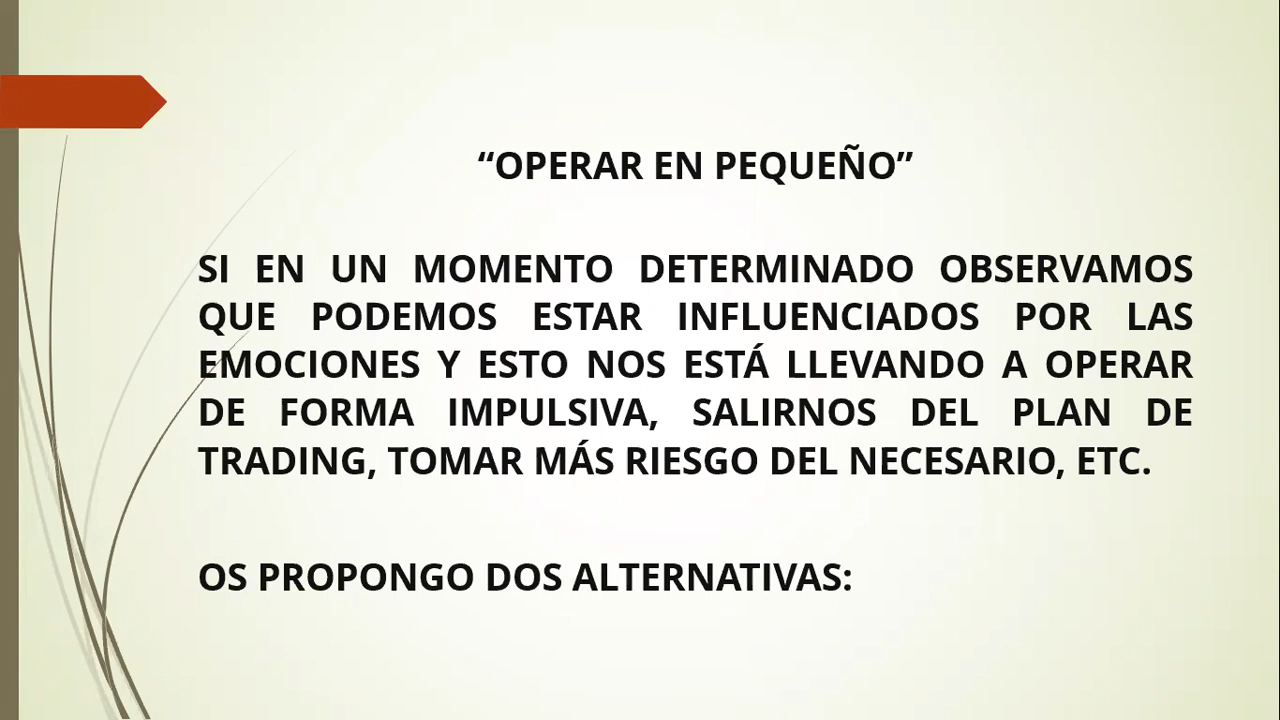 “OPERAR EN PEQUEÑO”
SI EN UN MOMENTO DETERMINADO OBSERVAMOS
QUE PODEMOS ESTAR INFLUENCIADOS POR LAS
EMOCIONES Y ESTO NOS ESTÁ LLEVANDO A OPERAR
DE FORMA IMPULSIVA, SALIRNOS DEL PLAN DE
TRADING, TOMAR MÁS RIESGO DEL NECESARIO, ETC.
OS PROPONGO DOS ALTERNATIVAS: